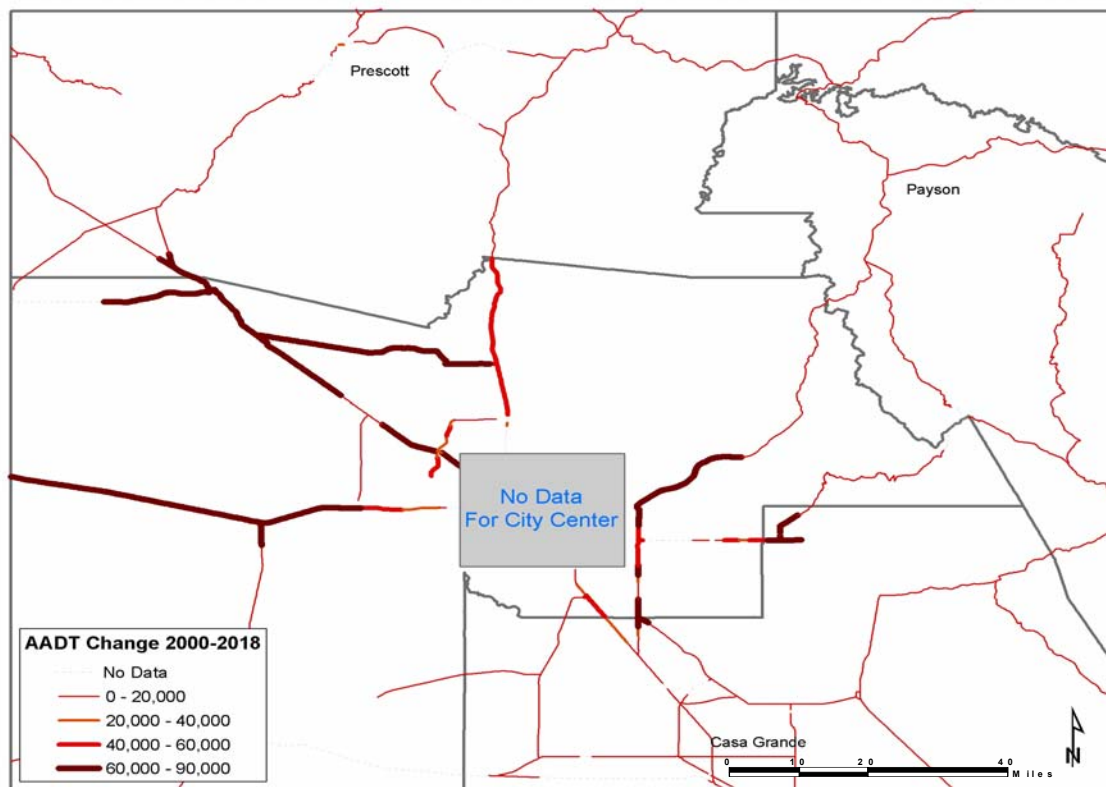 Prescott
Payson
No Data
For City Center
AADT Change 2000-2018
No Data
0 - 20,000
20,000 - 40,000
40,000 - 60,000
60,000 - 90,000
Casa Grande
0 10 20 40
Miles
N